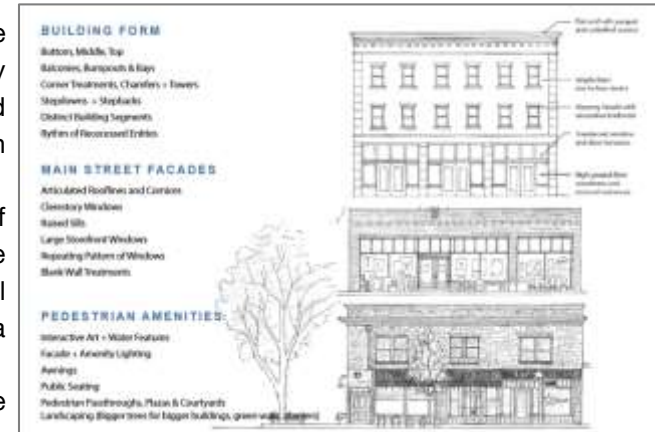 BUILDING FORM
Bottom, Middle, Top
Balconies, Bumpouts & Bays
Corner Treatments, Chamfers + Towers
Stepdowns + Stepbacks
Distinct Building Segments
Rythm of Recessed Entries
MAIN STREET FACADES
Articulated Rooflines and Cornices
Clerestory Windows
Raised Sills
Large Storefront Windows
Repeating Pattern of Windows
Blank Wall Treatments
PEDESTRIAN AMENITIES:
Interactive Art + Water Features
Facade + Amenity Lighting
Awnings
Public Seating
Pedestrian Passthroughs, Plazas & Courtyards
Landscaping (Bigger trees for bigger buildings, green walls, planters)